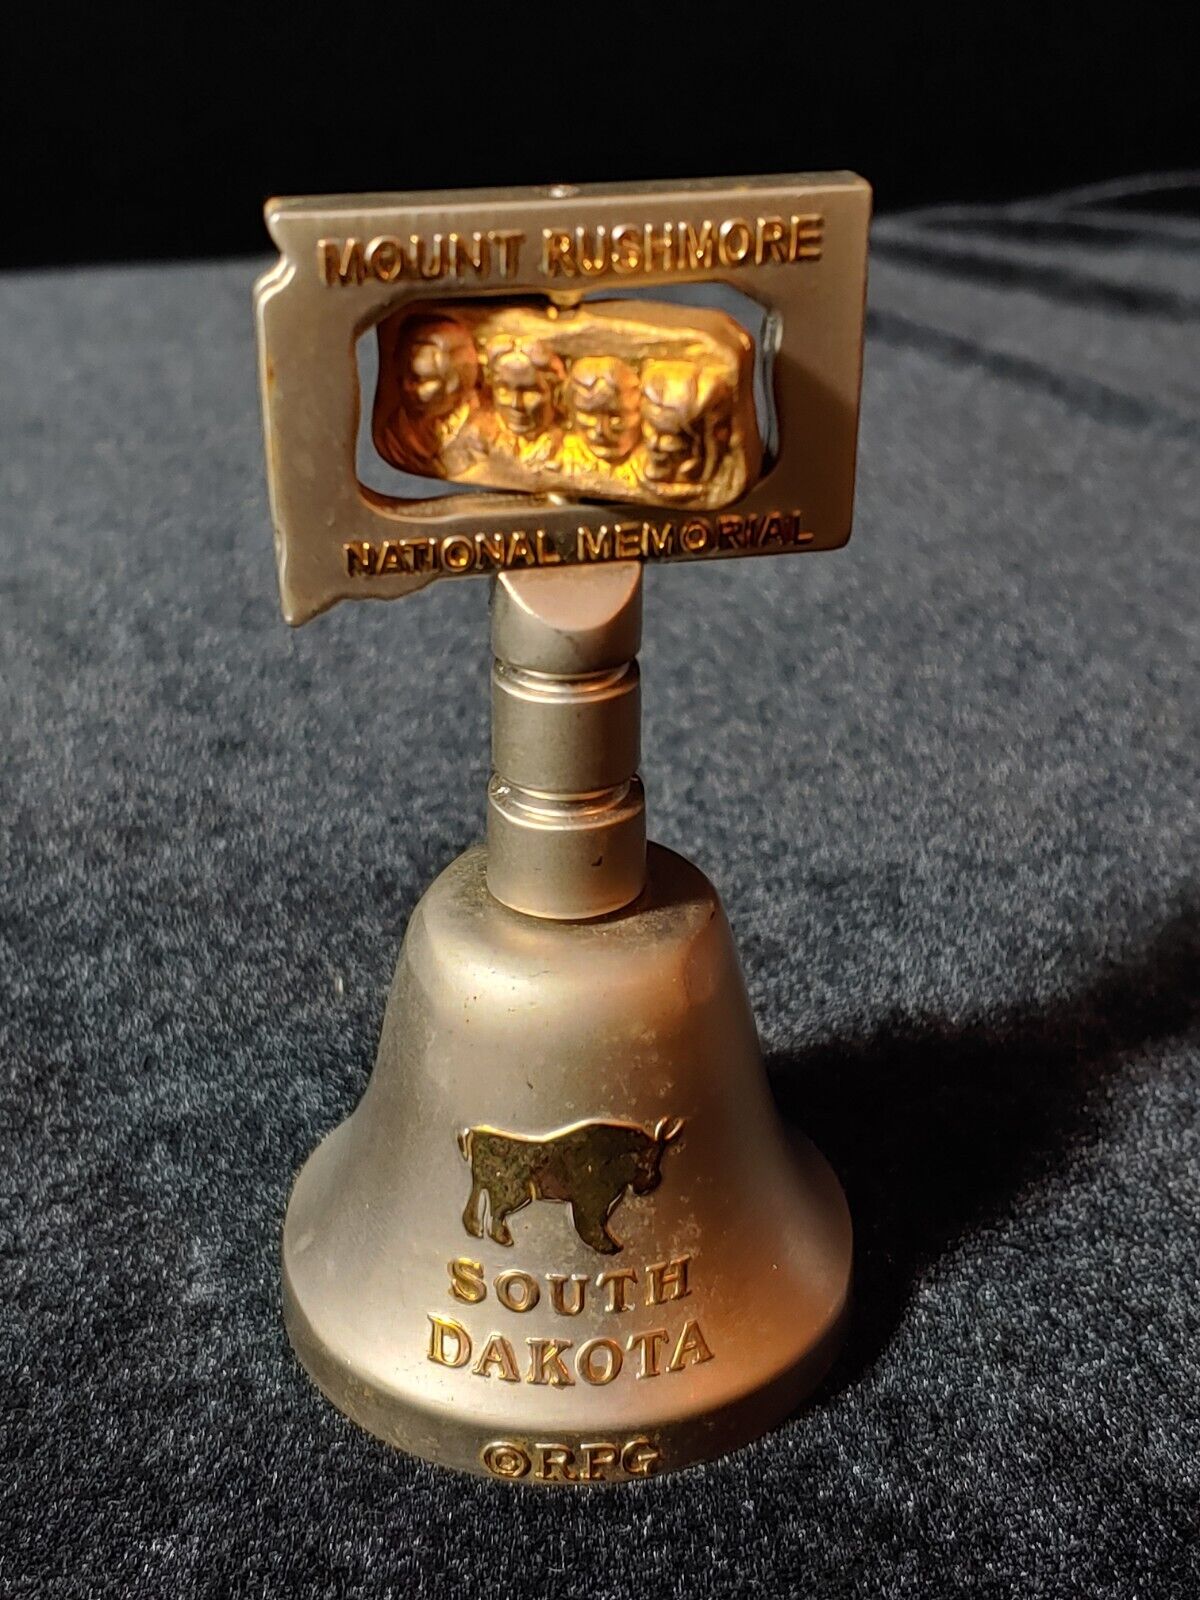 MOUNT RUSHMORE
NATIONAL MEMORIAL
SOUTH
DAKOTA
©RPG